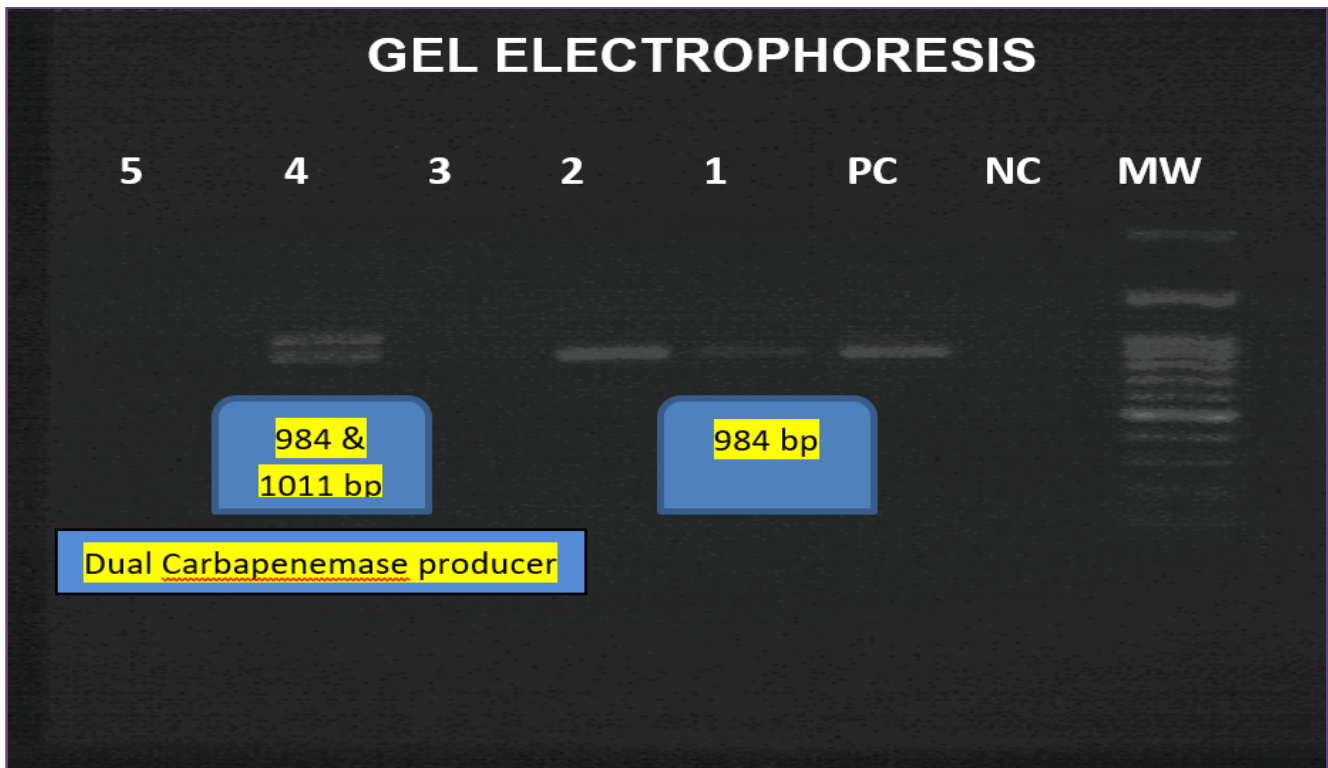 GEL ELECTROPHORESIS
5 4 3 2 1 PC NC MW
984 &
1011 bp
984 bp
Dual Carbapenemase producer